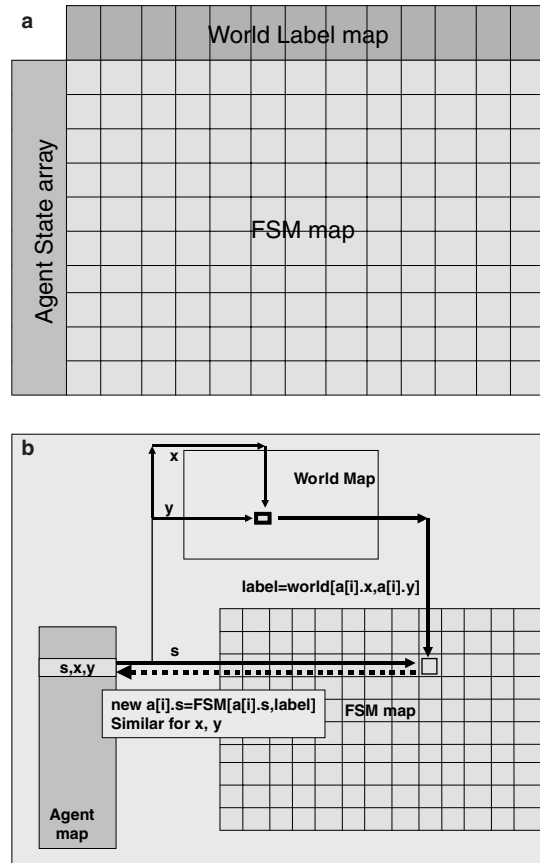 a
World Label map
Agent State array
FSM map
b
x
World Map
y
label=world[a[i].x,a[i].y]
s
s,x,y
new a[i].s=FSM[a[i].s,label]
Similar for x, y
FSM map
Agent
map